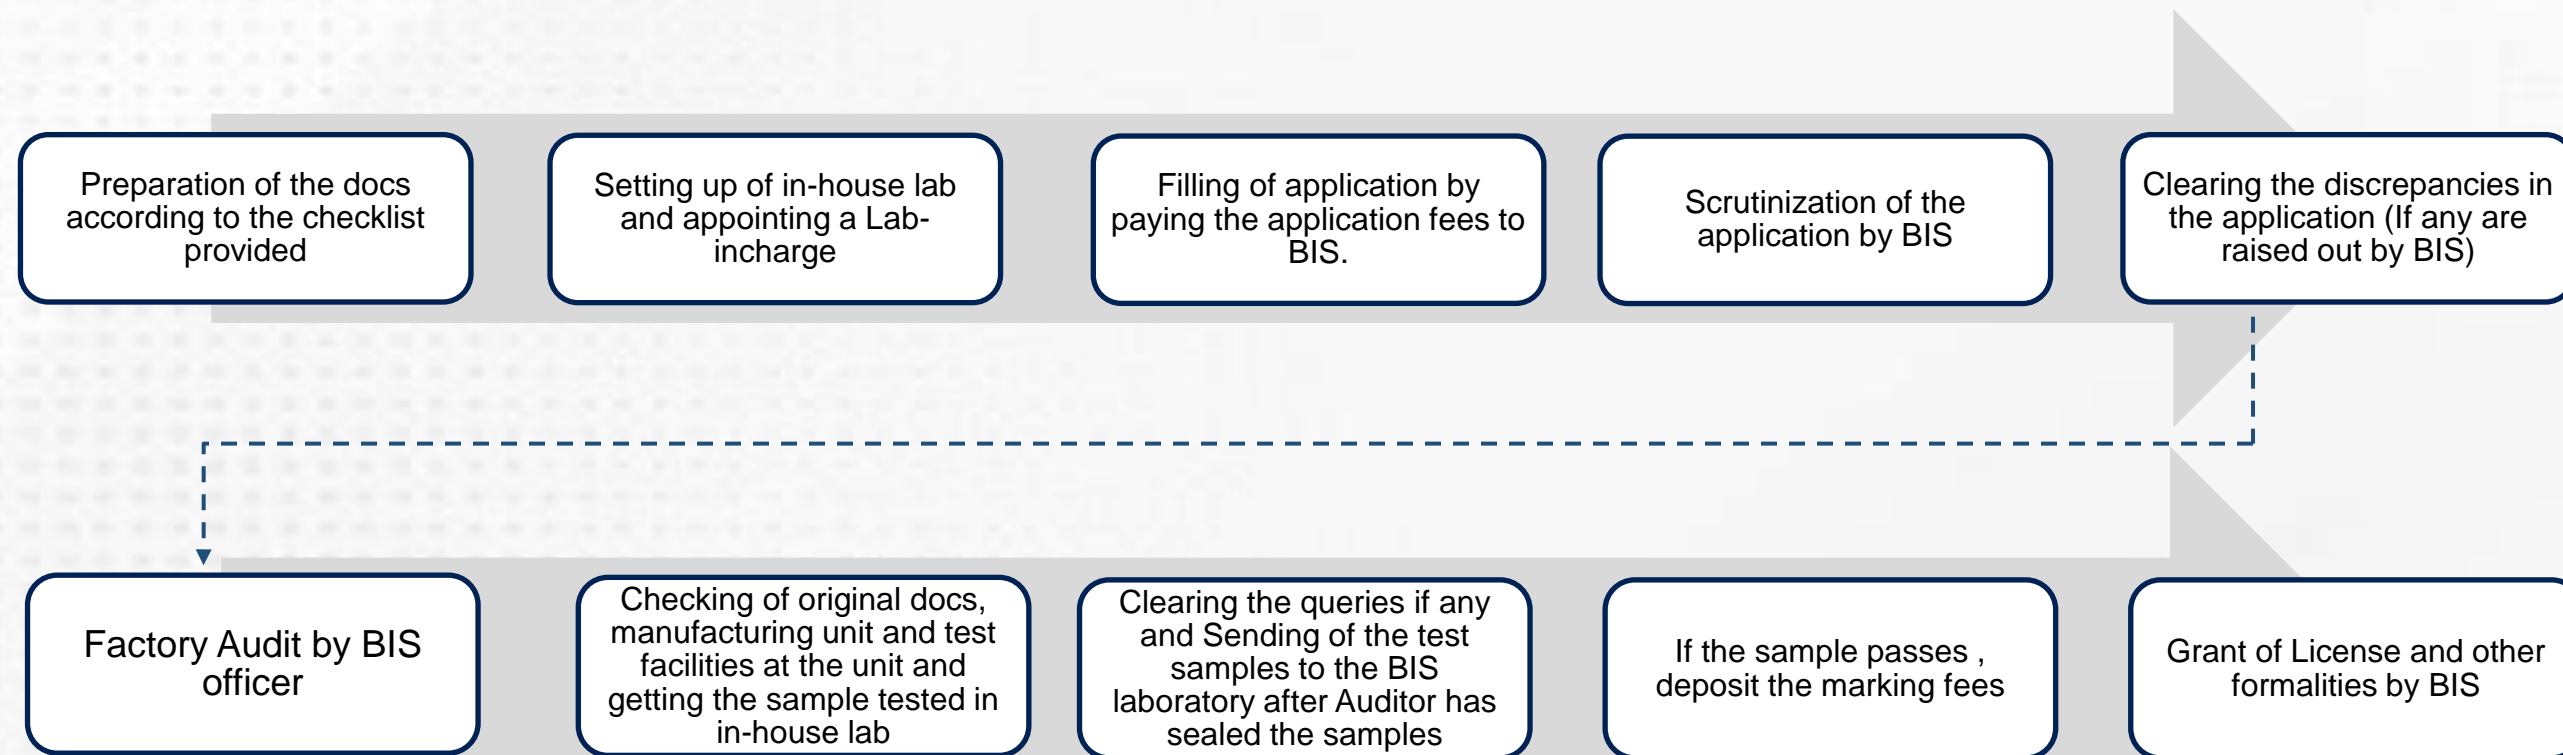 Preparation of the docs
according to the checklist
provided
Setting up of in-house lab
and appointing a Lab-
incharge
Filling of application by
paying the application fees to
BIS.
Scrutinization of the
application by BIS
Clearing the discrepancies in
the application (If any are
raised out by BIS)
Factory Audit by BIS
officer
Checking of original docs,
manufacturing unit and test
facilities at the unit and
getting the sample tested in
in-house lab
Clearing the queries if any
and Sending of the test
samples to the BIS
laboratory after Auditor has
sealed the samples
If the sample passes ,
deposit the marking fees
Grant of License and other
formalities by BIS